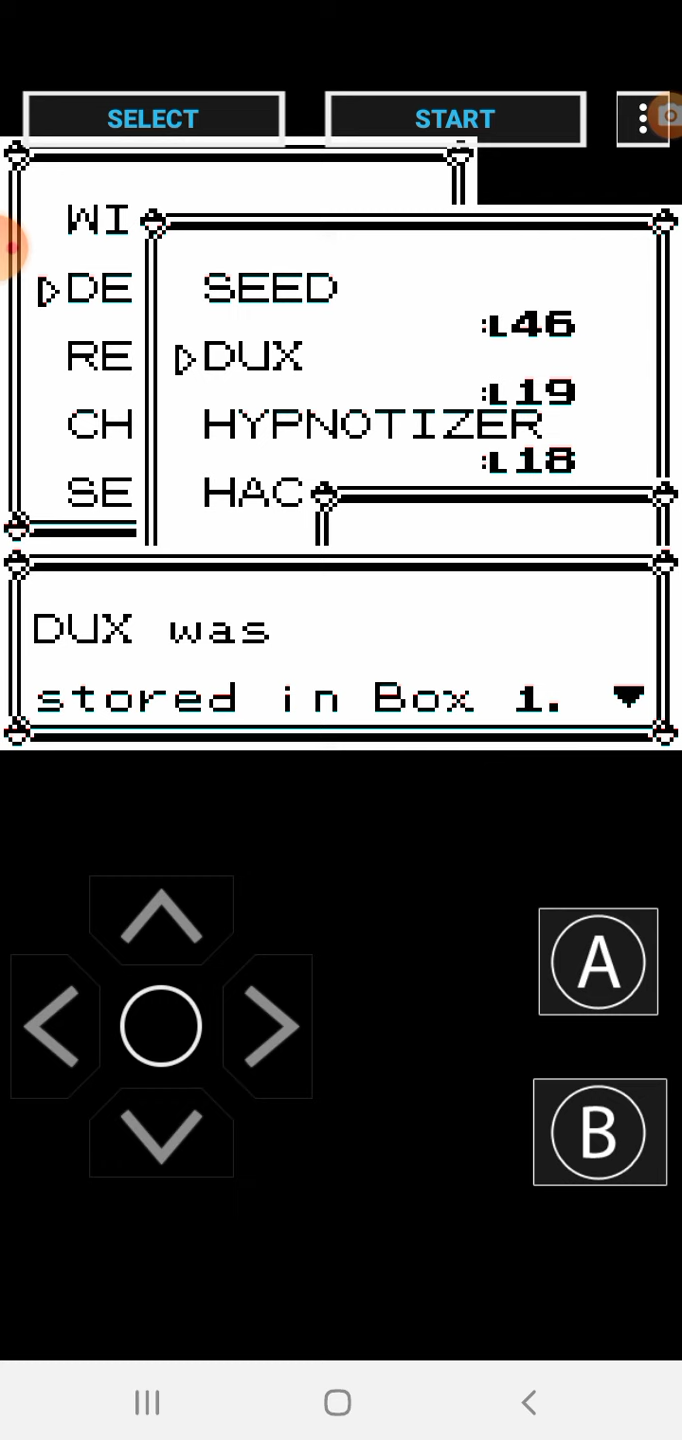 SELECT START
WI
DE
RE
CH
SE
SEED
:L46
DUX
:L19
HYPNOTIZER
:L18
HAC
DUX was
stored in Box 1.
A
B